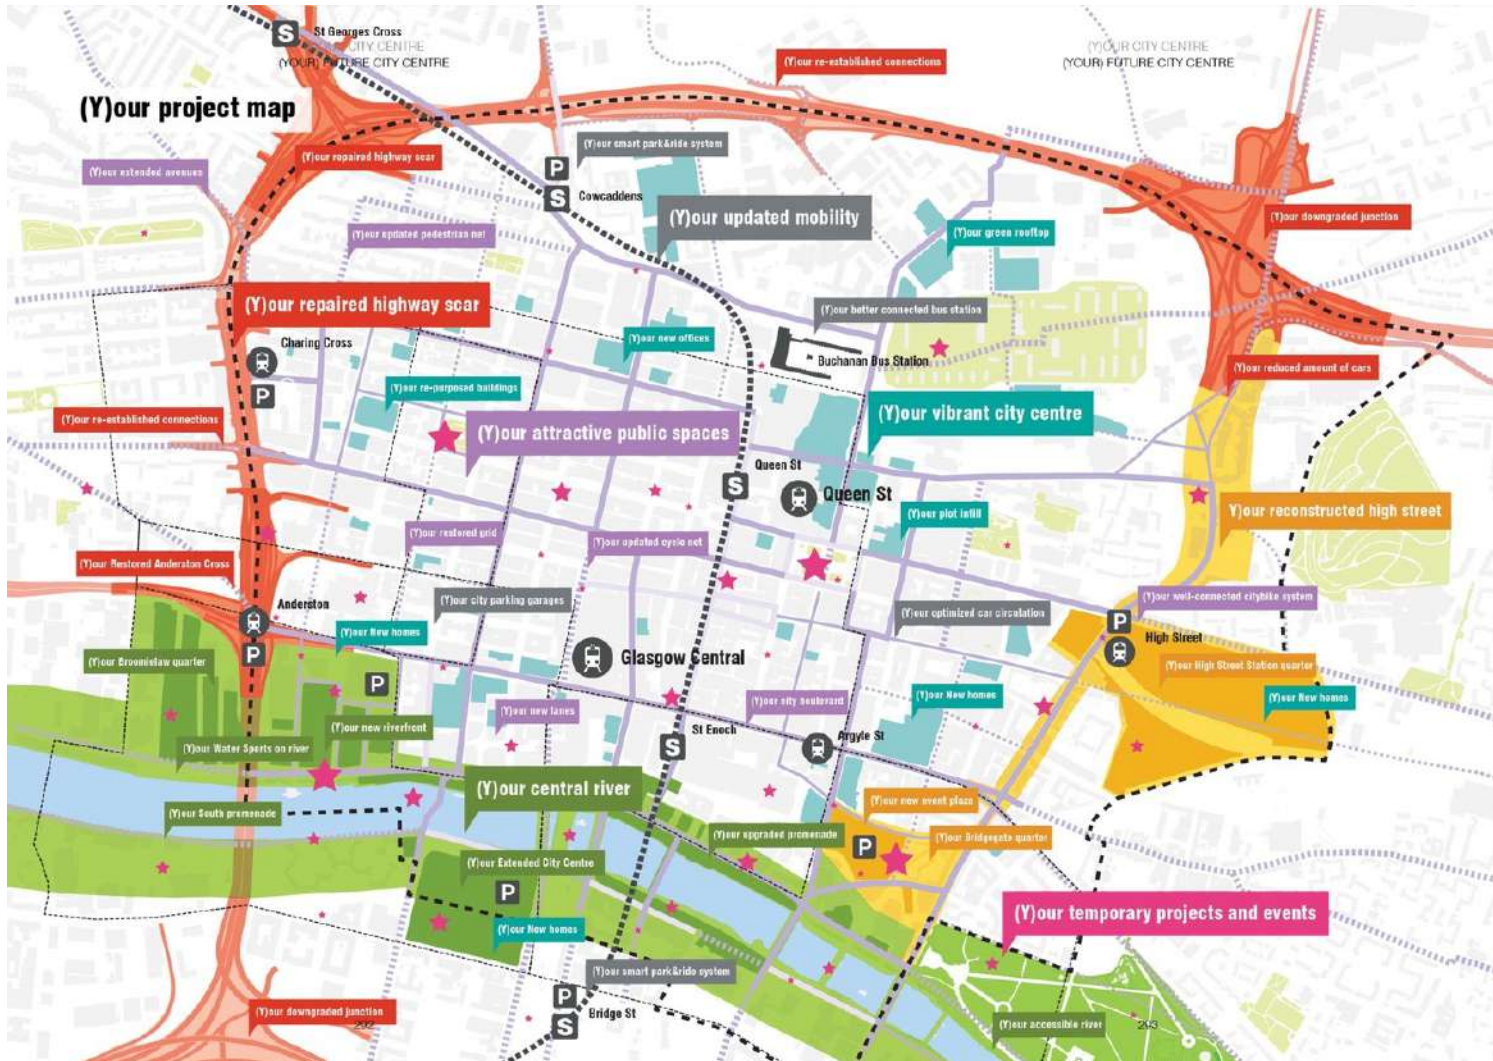 St Georges Cross
(Y)OUR CITY CENTRE
(YOUR) FUTURE CITY CENTRE
(Y)OUR CITY CENTRE
(YOUR) FUTURE CITY CENTRE
(Y)our re-established connections
(Y)our project map
(Y)our smart park&ride system
(Y)our repaired highway scar
(Y)our extended avenues
P
S
S
Cowcaddens
(Y)our updated mobility
(Y)our downgraded junction
(Y)our updated pedestrian net
(Y)our green rooftop
(Y)our repaired highway scar
(Y)our better connected bus station
(Y)our new offices
Charing Cross
Buchanan Bus Station
(Y)our reduced amount of cars
(Y)our re-purposed buildings
P
(Y)our re-established connections
(Y)our vibrant city centre
(Y)our attractive public spaces
Queen St
S
Queen St
(Y)our reconstructed high street
(Y)our plot infill
(Y)our restored grid
(Y)our updated cycle net
(Y)our Restored Anderston Cross
(Y)our well-connected citybike system
Anderston
(Y)our city parking garages
(Y)our optimized car circulation
P
High Street
(Y)our New homes
P
Glasgow Central
(Y)our Broomielaw quarter
(Y)our High Street Station quarter
P
(Y)our New homes
(Y)our New homes
(Y)our new lanes
(Y)our city boulevard
(Y)our new riverfront
St Enoch
Argyle St
S
(Y)our Water Sports on river
(Y)our central river
(Y)our new event plaza
(Y)our South promenade
(Y)our upgraded promenade
(Y)our Bridgegate quarter
P
(Y)our Extended City Centre
P
(Y)our temporary projects and events
(Y)our New homes
(Y)our smart park&ride system
P
Bridge St
S
(Y)our downgraded junction
292
(Y)our accessible river
293